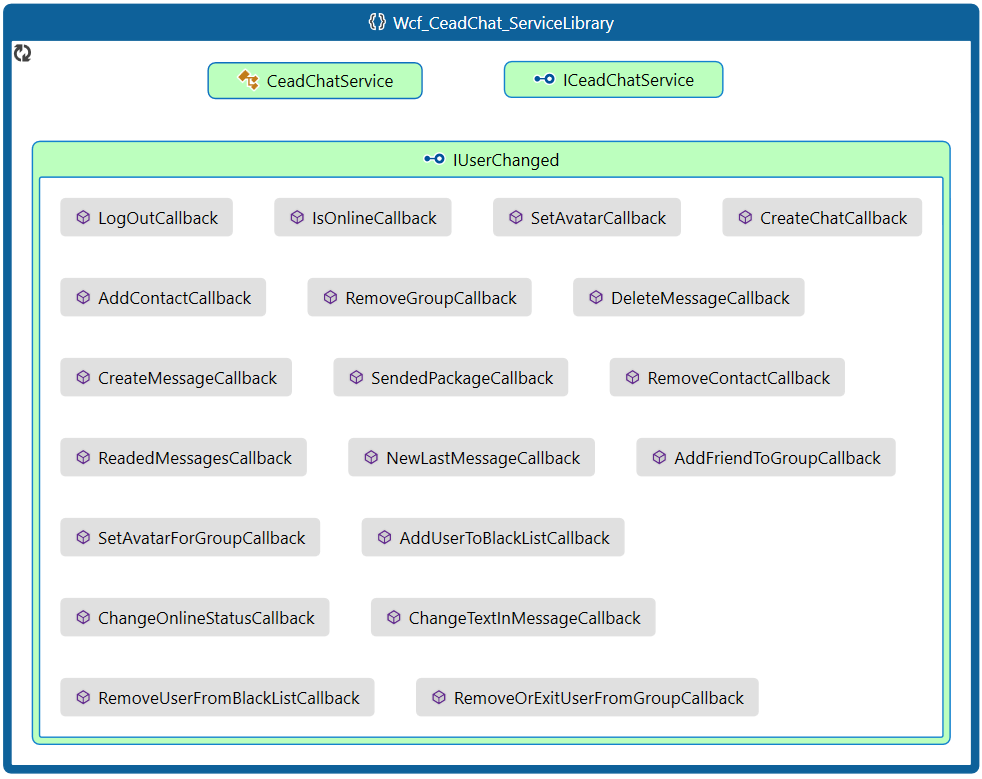 Wcf_CeadChat_ServiceLibrary
CeadChatService ICeadChatService
IUserChanged
LogOutCallback IsOnlineCallback SetAvatarCallback CreateChatCallback
AddContactCallback RemoveGroupCallback DeleteMessageCallback
CreateMessageCallback SendedPackageCallback RemoveContactCallback
ReadedMessagesCallback NewLastMessageCallback AddFriendToGroupCallback
SetAvatarForGroupCallback AddUserToBlackListCallback
ChangeOnlineStatusCallback ChangeTextInMessageCallback
RemoveUserFromBlackListCallback RemoveOrExitUserFromGroupCallback